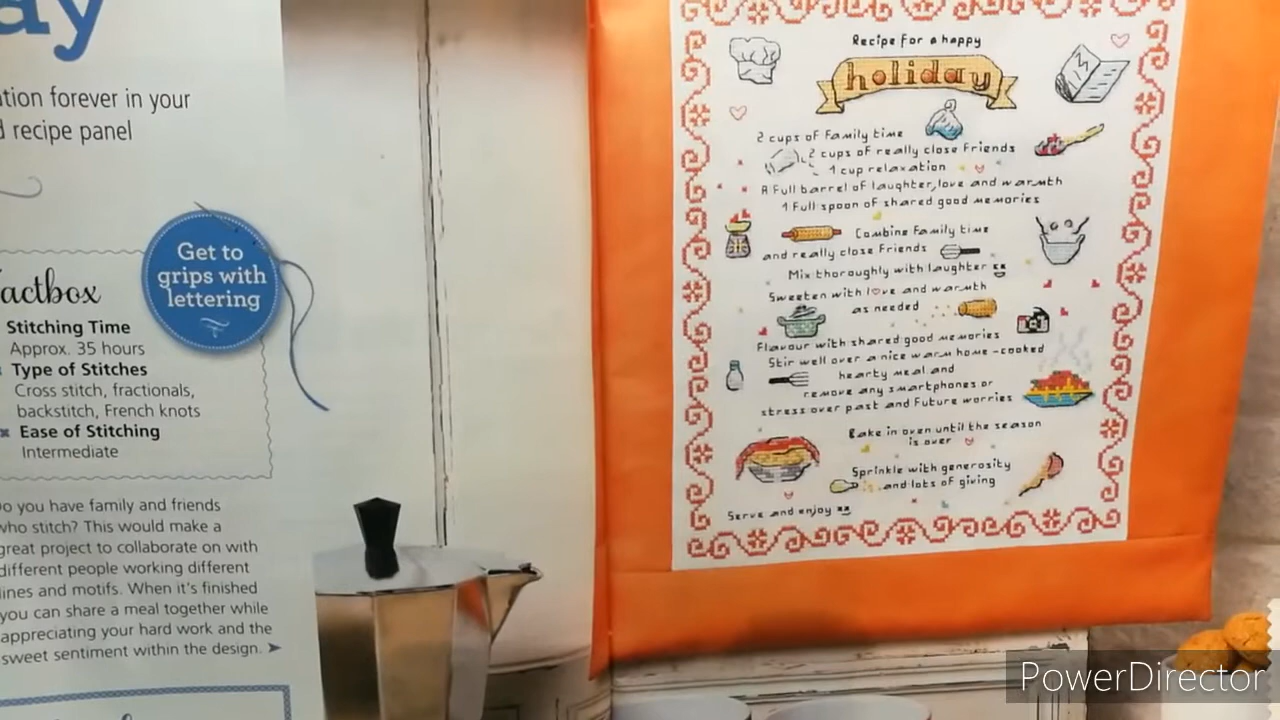 ay
ation forever in your
recipe panel
Get to
grips with
lettering
actbox
Stitching Time
Approx. 35 hours
Type of Stitches
Cross stitch, fractionals,
backstitch, French knots
Ease of Stitching
Intermediate
Do you have family and friends
who stitch? This would make a
great project to collaborate on with
different people working different
lines and motifs. When it's finished
you can share a meal together while
appreciating your hard work and the
sweet sentiment within the design.
Recipe for a happy
holiday
2 cups of Family time
2 cups of really close Friends
1 cup relaxation
A Full barrel of laughter, love and warmth
1 Full spoon of shared good memories
Combine Family time
and really close Friends
Mix thoroughly with laughter
Sweeten with love and warmth
as needed
Flavour with shared good memories
Stir well over a nice warm home-cooked
hearty meal and
remove any smartphones or
stress over past and Future worries
Bake in oven until the season
is over
Sprinkle with generosity
and lots of giving
Serve and enjoy
PowerDirector